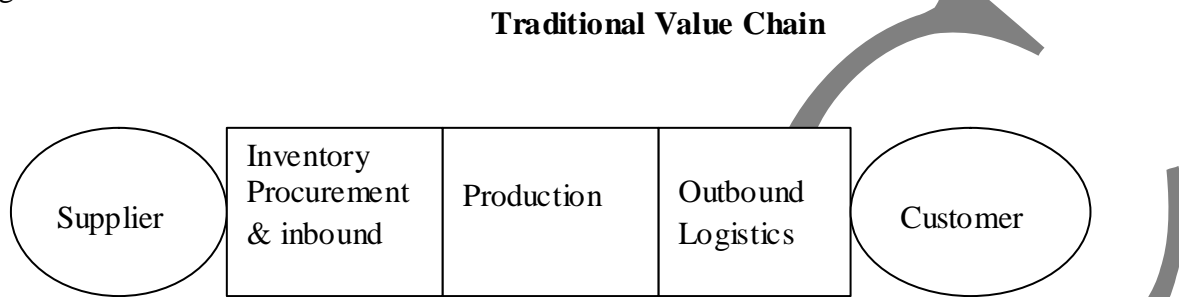 Traditional Value Chain
Supplier
Inventory
Procurement
& inbound
Production
Outbound
Logistics
Customer